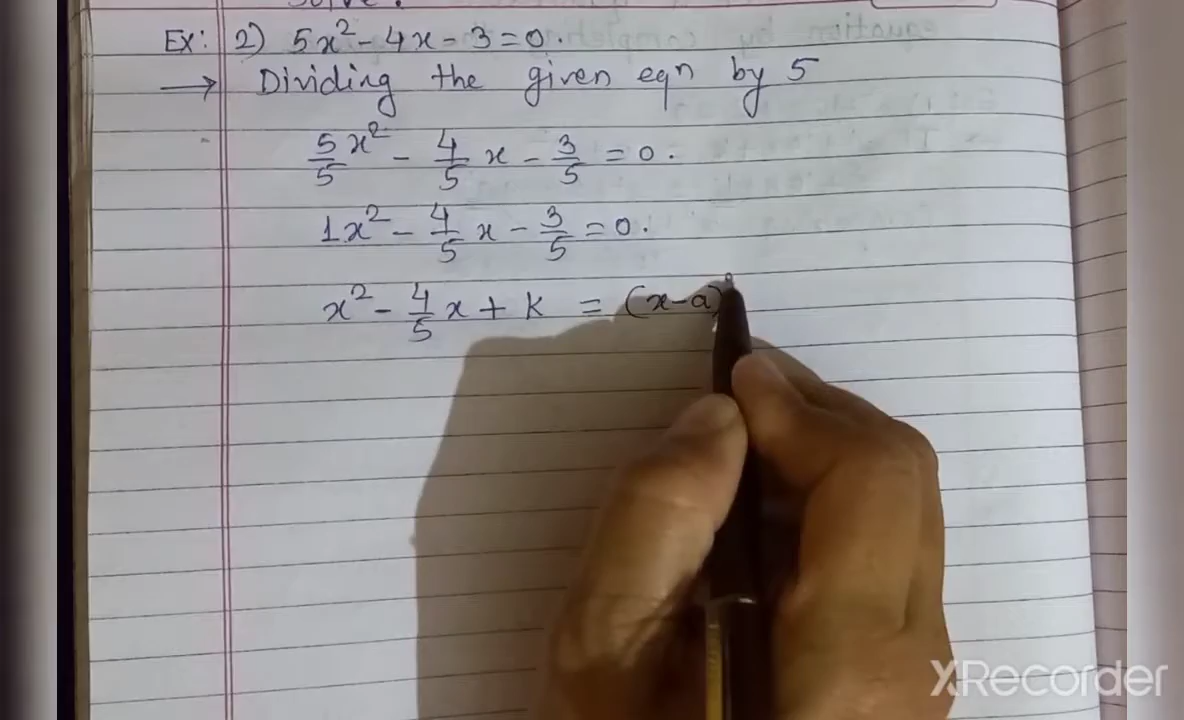 Solve :
Ex: 2) 5x² - 4x - 3 = 0.
→ Dividing the given eqn by 5
5/5 x² - 4/5 x - 3/5 = 0.
1x² - 4/5 x - 3/5 = 0.
x² - 4/5 x + k = (x-a)
XRecorder